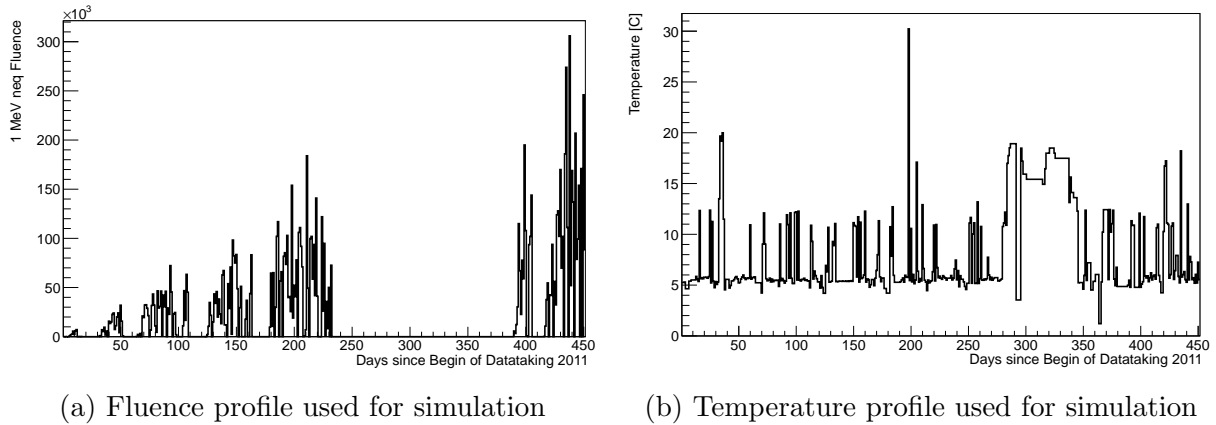 ×10³
1 MeV neq Fluence
300
250
200
150
100
50
0
50 100 150 200 250 300 350 400 450
Days since Begin of Datataking 2011
(a) Fluence profile used for simulation
Temperature [C]
30
25
20
15
10
5
0
50 100 150 200 250 300 350 400 450
Days since Begin of Datataking 2011
(b) Temperature profile used for simulation